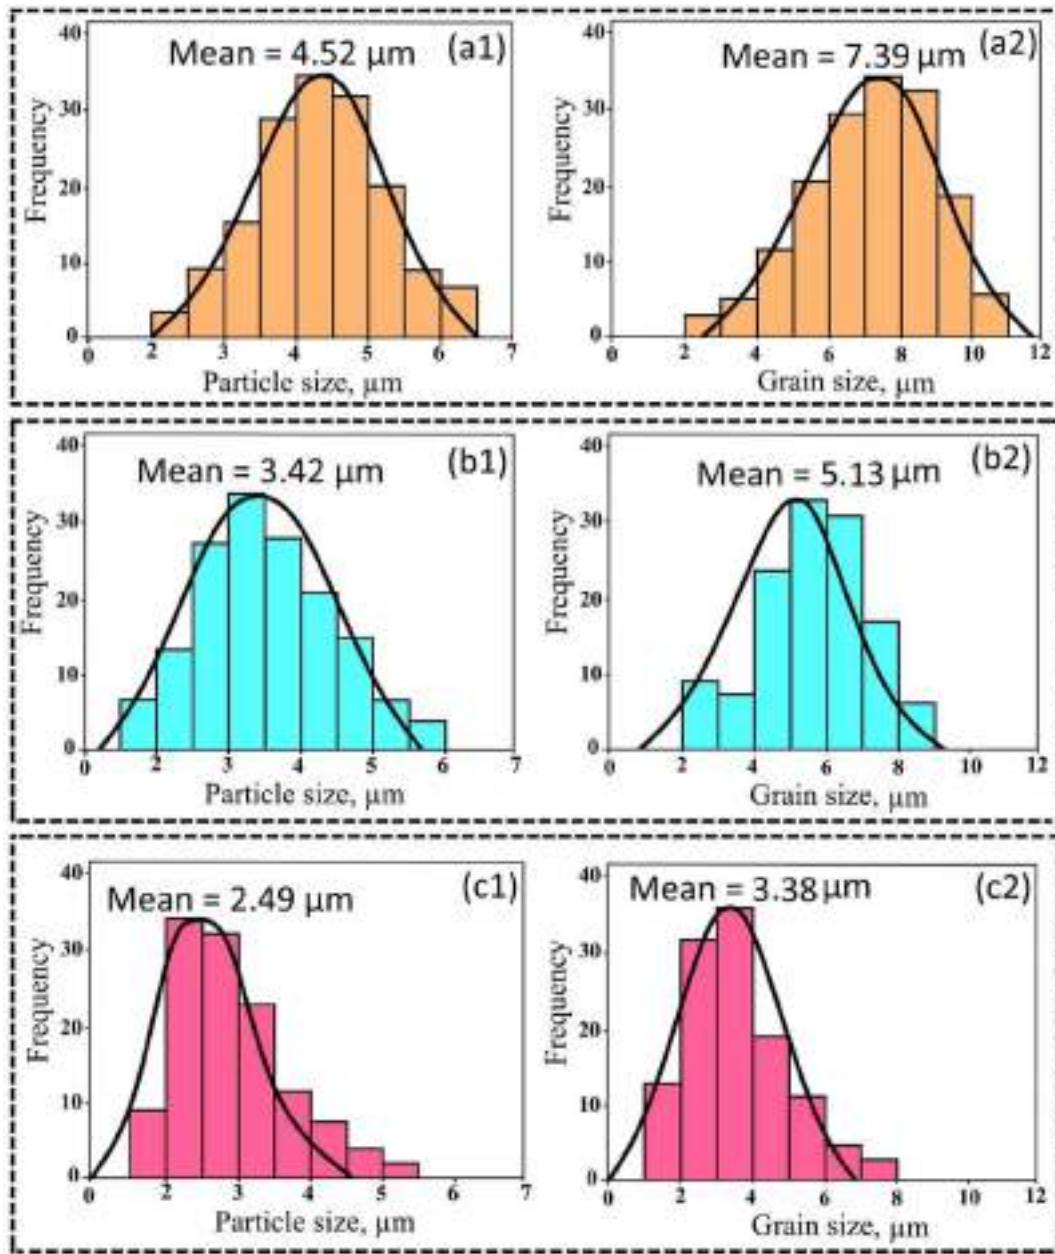 Mean = 4.52 µm (a1)
40
30
20
10
0
Frequency
0 2 3 4 5 6 7
Particle size, µm
Mean = 7.39 µm (a2)
40
30
20
10
0
Frequency
0 2 4 6 8 10 12
Grain size, µm
Mean = 3.42 µm (b1)
40
30
20
10
0
Frequency
0 2 3 4 5 6 7
Particle size, µm
Mean = 5.13 µm (b2)
40
30
20
10
0
Frequency
0 2 4 6 8 10 12
Grain size, µm
Mean = 2.49 µm (c1)
40
30
20
10
0
Frequency
0 2 3 4 5 6 7
Particle size, µm
Mean = 3.38 µm (c2)
40
30
20
10
0
Frequency
0 2 4 6 8 10 12
Grain size, µm